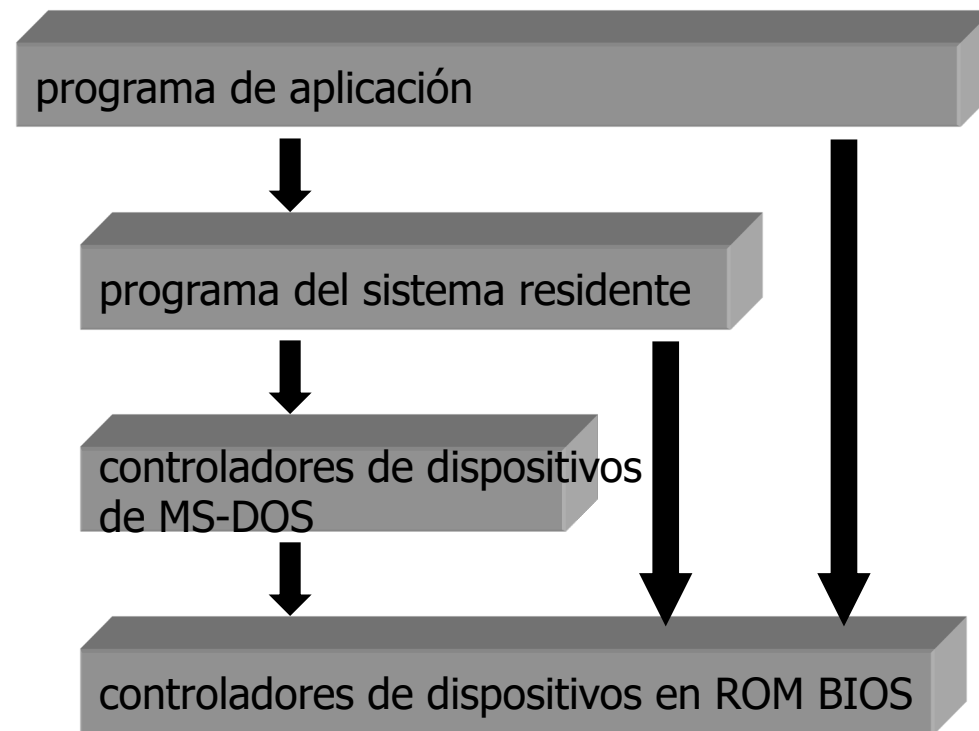 programa de aplicación
programa del sistema residente
controladores de dispositivos
de MS-DOS
controladores de dispositivos en ROM BIOS